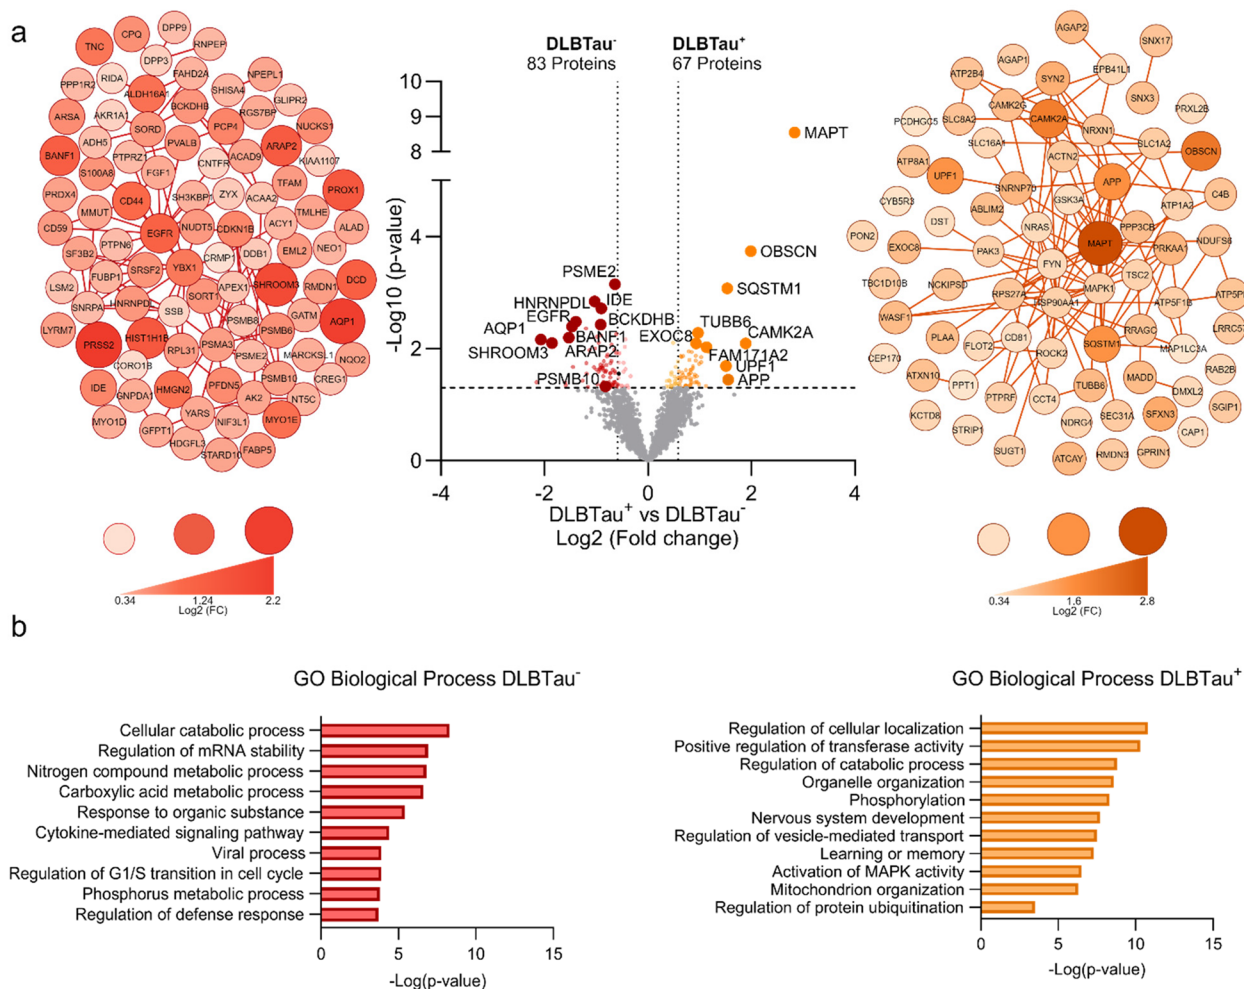 a
DLBTau-
83 Proteins
DLBTau+
67 Proteins
TNC
CPQ
DPP9
RNPEP
DPP3
PPP1R2
RIDA
FAHD2A
NPEPL1
ALDH16A1
BCKDHB
SHISA4
GLIPR2
ARSA
AKR1A
SORD
PCP4
RGS7BP
NUCKS1
BANF1
ADH5
PVALB
ARAP2
PTPRZ1
CNTFR
ACAD9
KIAA1107
S100A8
FGF1
TFAM
PROX1
PRDX4
CD44
SH3KBP1
ZYX
ACAA2
MMUT
TMLHE
CD59
EGFR
NUDT5
CDKN1B
ACY1
ALAD
PTPN6
SF3B2
DDB1
EML2
NEO1
FUBP1
SRSF2
YBX1
CRMP1
LSM2
SORT1
APEX1
SHROOM3
RMDN1
DCD
SNRPA
HNRNPDL
SSB
GATM
LYRM7
PSMB8
AQP1
PRSS2
HIST1H1B
RPL31
PSMA3
PSMB6
PSME2
MARCKSL1
NQO2
CORO1B
IDE
HMGN2
PFDN5
PSMB10
CREG1
GNPDA1
AK2
NT5C
YARS
MYO1D
GFPT1
NIF3L1
MYO1E
HDGFL3
STARD10
FABP5
0.34
1.24
2.2
Log2 (FC)
-Log10 (p-value)
10
9
8
4
2
0
MAPT
OBSCN
PSME2
SQSTM1
HNRNPDL
IDE
EGFR
BCKDHB
TUBB6
AQP1
BANF1
EXOC8
CAMK2A
SHROOM3
ARAP2
FAM171A2
UPF1
PSMB10
APP
-4
-2
0
2
4
DLBTau+ vs DLBTau-
Log2 (Fold change)
AGAP2
SNX17
AGAP1
EPB41L1
ATP2B4
SYN2
SNX3
CAMK2G
PRXL2B
SLC8A2
CAMK2A
PCDHGC5
NRXN1
SLC16A1
SLC1A2
OBSCN
ACTN2
ATP8A1
UPF1
SNRNP70
APP
CYB5R3
GSK3A
ATP1A2
C4B
ABLIM2
DST
NRAS
PPP3CB
PON2
EXOC8
MAPT
PRKAA1
NDUFS6
PAK3
FYN
TSC2
TBC1D10B
NCKIPSD
MAPK1
RPS27A
HSP90AA1
ATP5F1B
WASF1
RRAGC
LRRC57
PLAA
CD81
SQSTM1
MAP1LC3A
CEP170
FLOT2
ROCK2
RAB2B
ATXN10
PPT1
TUBB6
MADD
DMXL2
PTPRF
CCT4
SFXN3
SGIP1
KCTD8
SEC31A
STRIP1
NDRG4
CAP1
SUGT1
ATCAY
RMDN3
GPRIN1
0.34
1.6
2.8
Log2 (FC)
b
GO Biological Process DLBTau-
Cellular catabolic process
Regulation of mRNA stability
Nitrogen compound metabolic process
Carboxylic acid metabolic process
Response to organic substance
Cytokine-mediated signaling pathway
Viral process
Regulation of G1/S transition in cell cycle
Phosphorus metabolic process
Regulation of defense response
0
5
10
15
-Log(p-value)
GO Biological Process DLBTau+
Regulation of cellular localization
Positive regulation of transferase activity
Regulation of catabolic process
Organelle organization
Phosphorylation
Nervous system development
Regulation of vesicle-mediated transport
Learning or memory
Activation of MAPK activity
Mitochondrion organization
Regulation of protein ubiquitination
0
5
10
15
-Log(p-value)